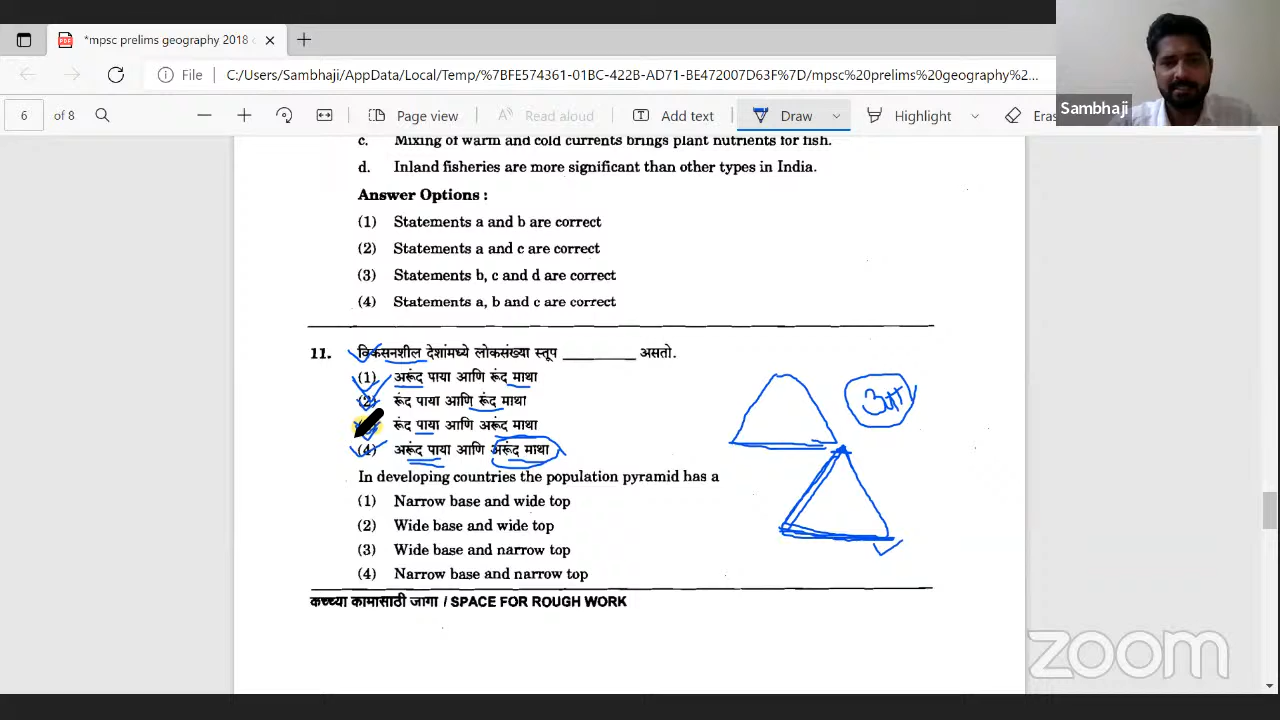 *mpsc prelims geography 2018
File C:/Users/Sambhaji/AppData/Local/Temp/%7BFE574361-01BC-422B-AD71-BE472007D63F%7D/mpsc%20prelims%20geography%2...
6 of 8 Page view Read aloud Add text Draw Highlight
Sambhaji
c. Mixing of warm and cold currents brings plant nutrients for fish.
d. Inland fisheries are more significant than other types in India.
Answer Options :
(1) Statements a and b are correct
(2) Statements a and c are correct
(3) Statements b, c and d are correct
(4) Statements a, b and c are correct
11. विकसनशील देशांमध्ये लोकसंख्या स्तूप ________ असतो.
(1) अरूंद पाया आणि रूंद माथा
(2) रूंद पाया आणि रूंद माथा
रूंद पाया आणि अरूंद माथा
(4) अरूंद पाया आणि अरूंद माथा
In developing countries the population pyramid has a
(1) Narrow base and wide top
(2) Wide base and wide top
(3) Wide base and narrow top
(4) Narrow base and narrow top
कच्च्या कामासाठी जागा / SPACE FOR ROUGH WORK
zoom